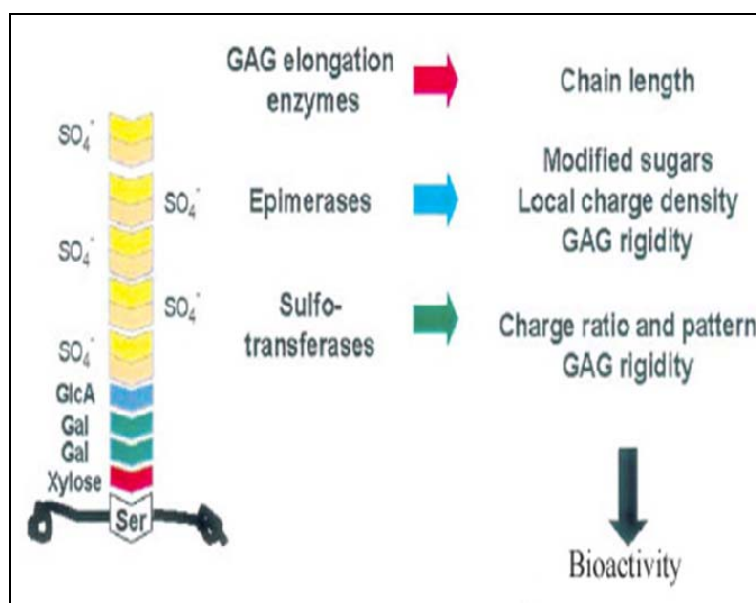 GAG elongation
enzymes
Chain length
SO4-
SO4-
SO4-
SO4-
SO4-
Epimerases
Modified sugars
Local charge density
GAG rigidity
Sulfo-
transferases
Charge ratio and pattern
GAG rigidity
GlcA
Gal
Gal
Xylose
Ser
Bioactivity